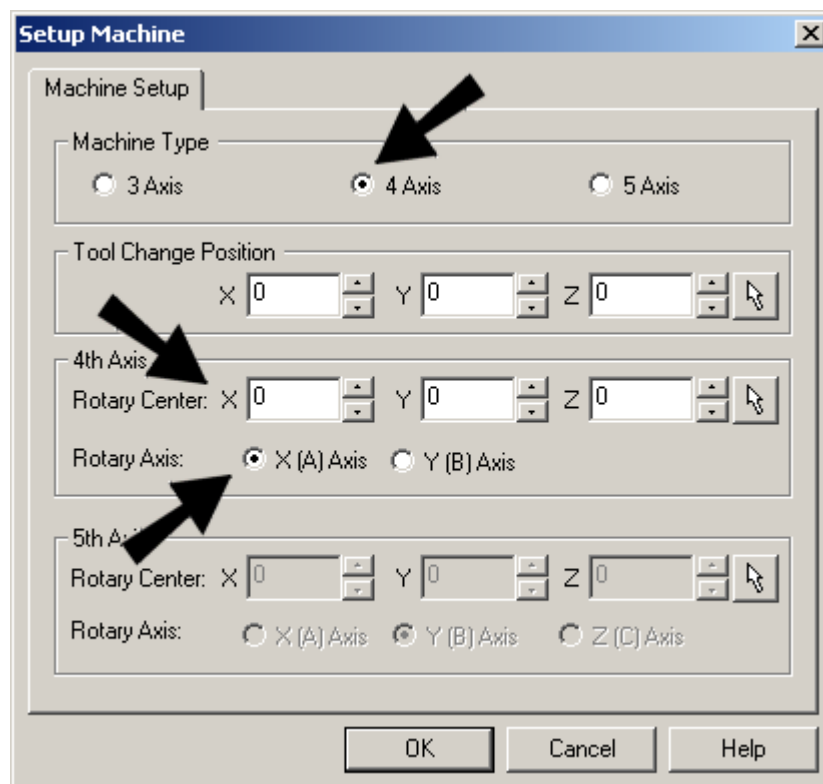 Setup Machine
Machine Setup
Machine Type
3 Axis 4 Axis 5 Axis
Tool Change Position
X 0 Y 0 Z 0
4th Axis
Rotary Center: X 0 Y 0 Z 0
Rotary Axis: X (A) Axis Y (B) Axis
5th
Rotary Center: X 0 Y 0 Z 0
Rotary Axis: X (A) Axis Y (B) Axis Z (C) Axis
OK Cancel Help